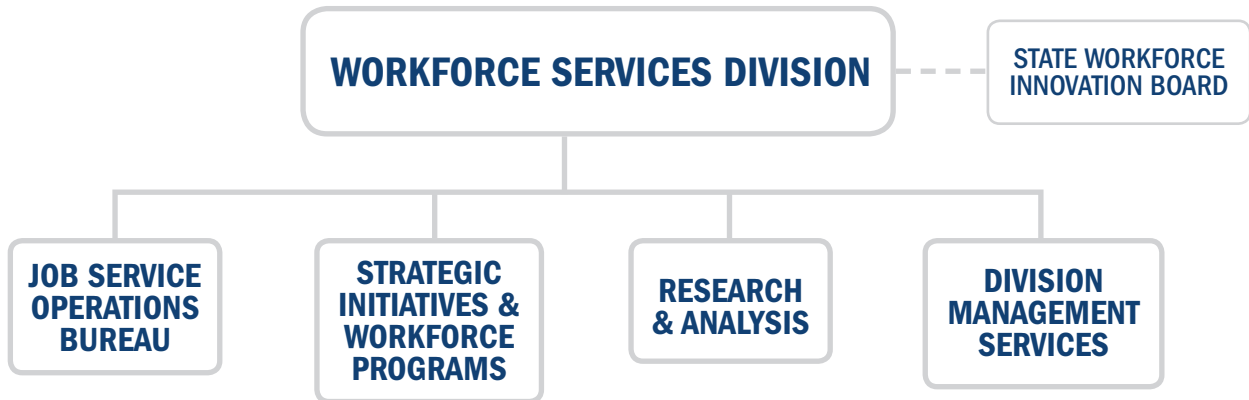 WORKFORCE SERVICES DIVISION
STATE WORKFORCE
INNOVATION BOARD
JOB SERVICE
OPERATIONS
BUREAU
STRATEGIC
INITIATIVES &
WORKFORCE
PROGRAMS
RESEARCH
& ANALYSIS
DIVISION
MANAGEMENT
SERVICES